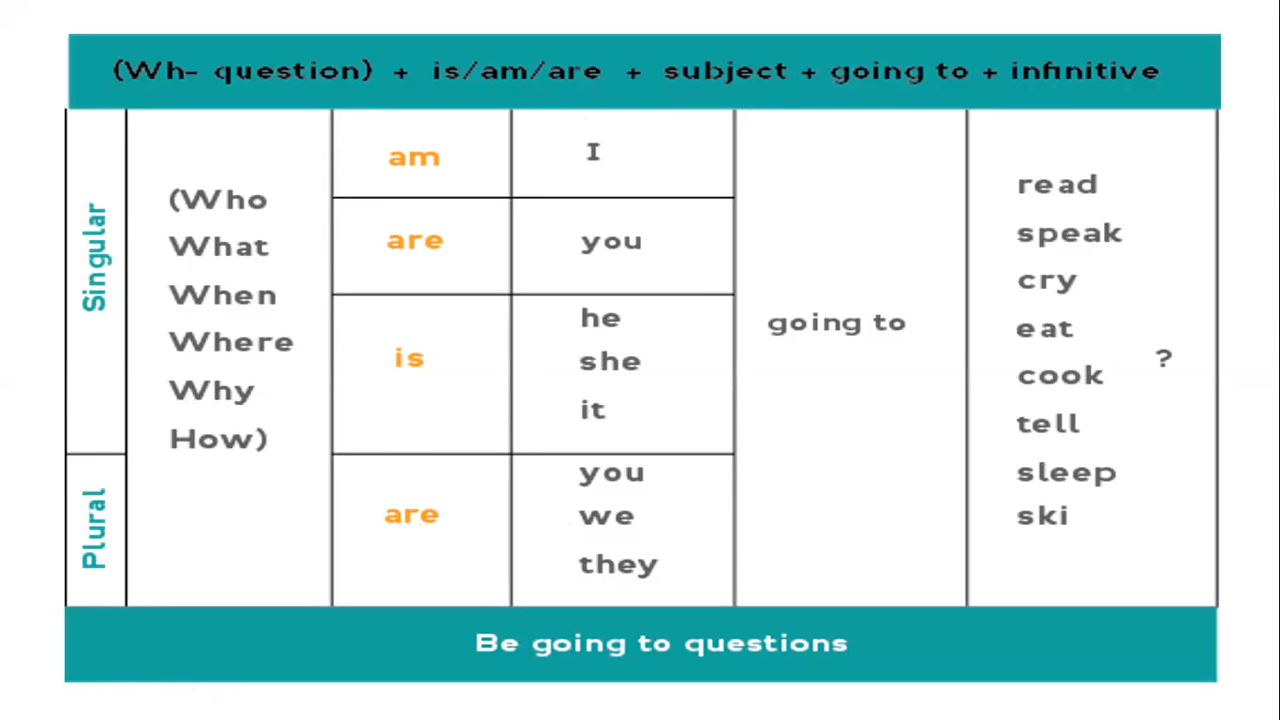 (Wh- question) + is/am/are + subject + going to + infinitive
Singular
(Who
What
When
Where
Why
How)
am
I
are
you
is
he
she
it
Plural
are
you
we
they
going to
read
speak
cry
eat
cook
tell
sleep
ski
?
Be going to questions